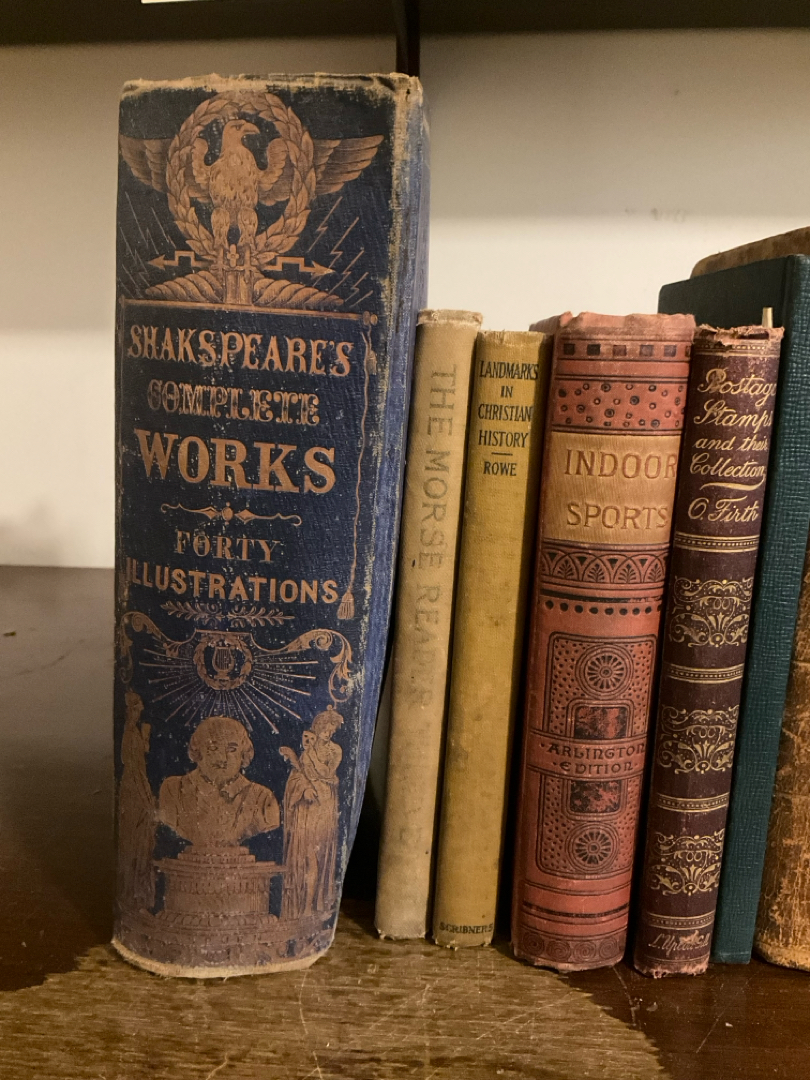 SHAKSPEARE'S
COMPLETE
WORKS
FORTY
ILLUSTRATIONS
THE MORSE READER
LANDMARKS
IN
CHRISTIAN
HISTORY
ROWE
SCRIBNERS
INDOOR
SPORTS
ARLINGTON
EDITION
Postage
Stamps
and their
Collection
O. Firth